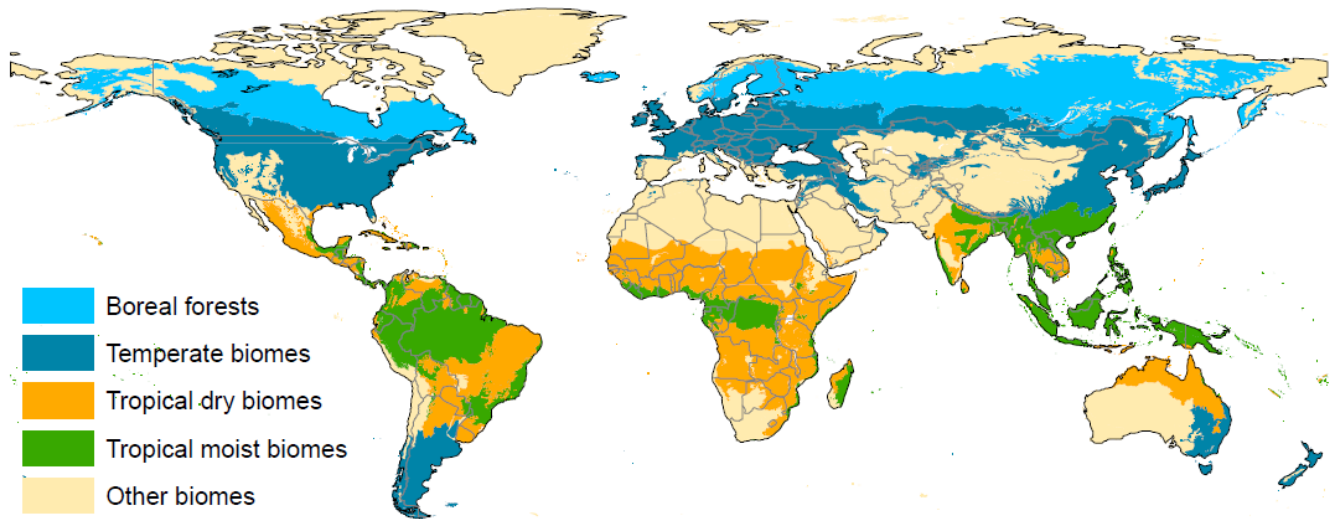 Boreal forests
Temperate biomes
Tropical dry biomes
Tropical moist biomes
Other biomes